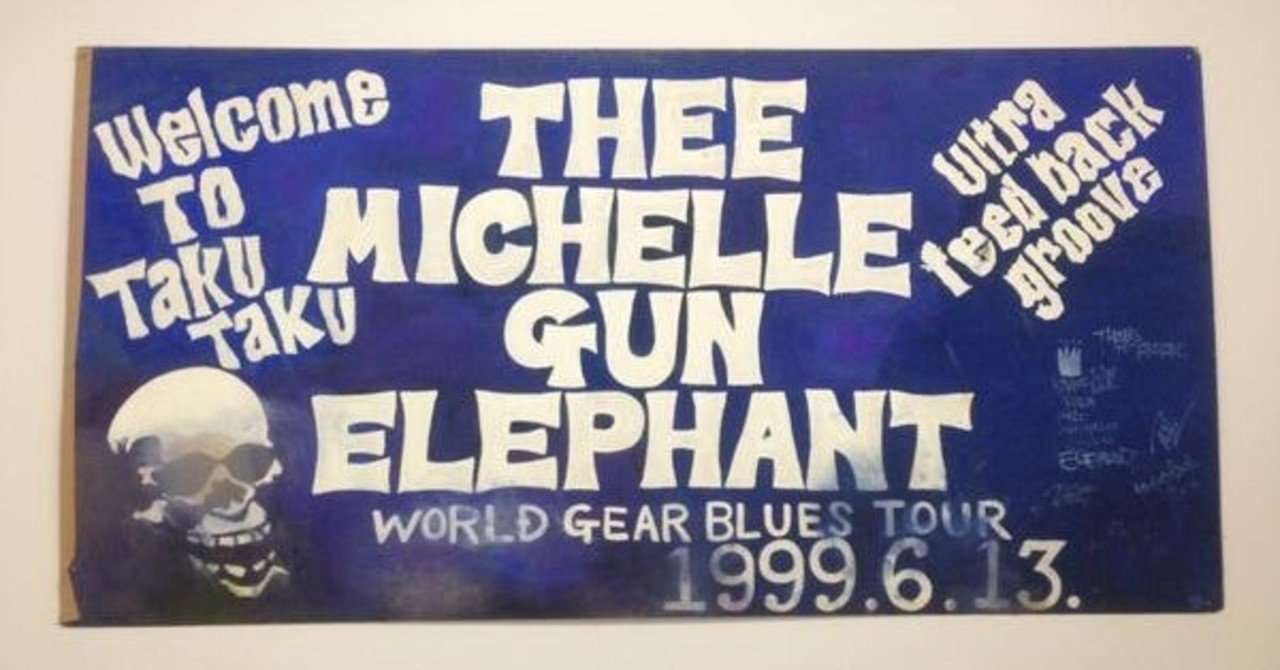 Welcome
To
Taku
Taku
THEE
MICHELLE
GUN
ELEPHANT
WORLD GEAR BLUES TOUR
1999.6.13.
Ultra
feed back
groove
ELEPHANT